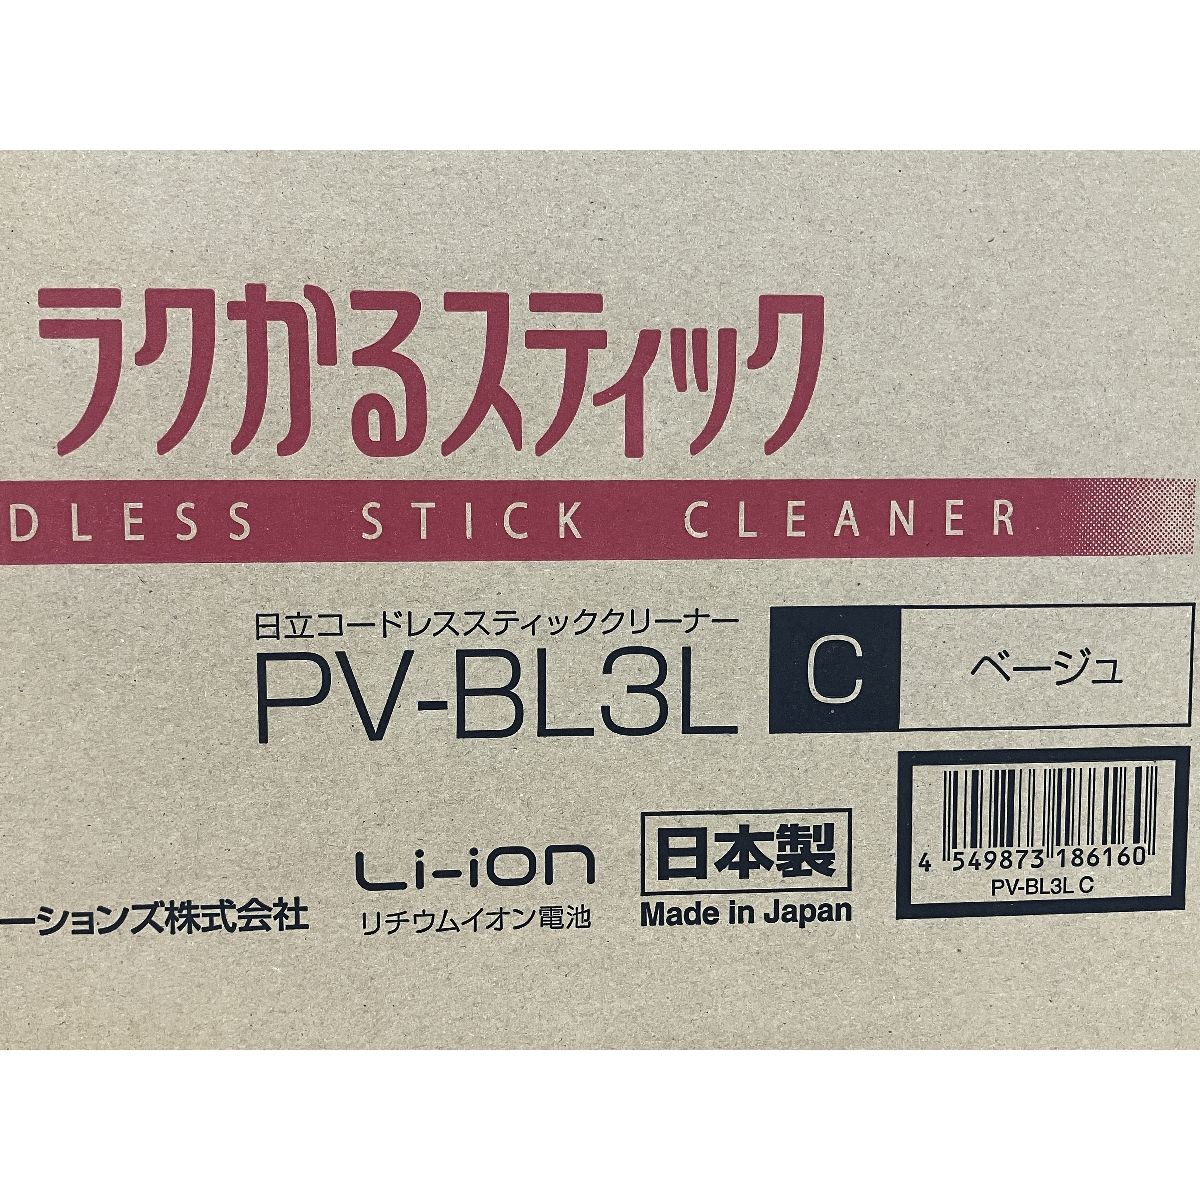 ラクかるスティック
DLESS STICK CLEANER
日立コードレススティッククリーナー
PV-BL3L C ベージュ
4 549873 186160
PV-BL3L C
Li-ion
リチウムイオン電池
日本製
Made in Japan
ーションズ株式会社